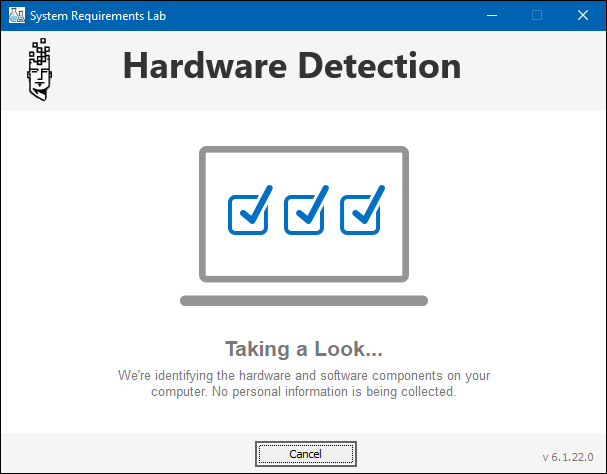 System Requirements Lab
Hardware Detection
Taking a Look...
We're identifying the hardware and software components on your
computer. No personal information is being collected.
Cancel
v 6.1.22.0